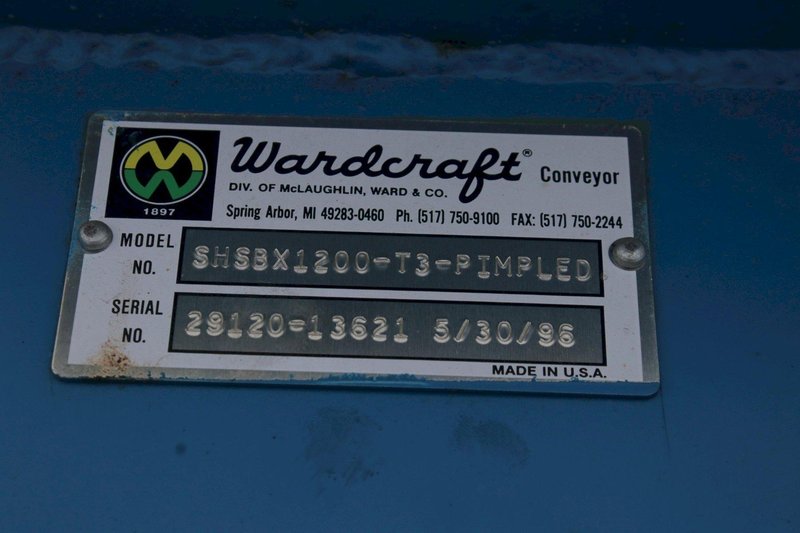 Wardcraft® Conveyor
DIV. OF McLAUGHLIN, WARD & CO.
1897
Spring Arbor, MI 49283-0460 Ph. (517) 750-9100 FAX: (517) 750-2244
MODEL NO. SHSBX1200-T3-PIMPLED
SERIAL NO. 29120-13621 5/30/96
MADE IN U.S.A.